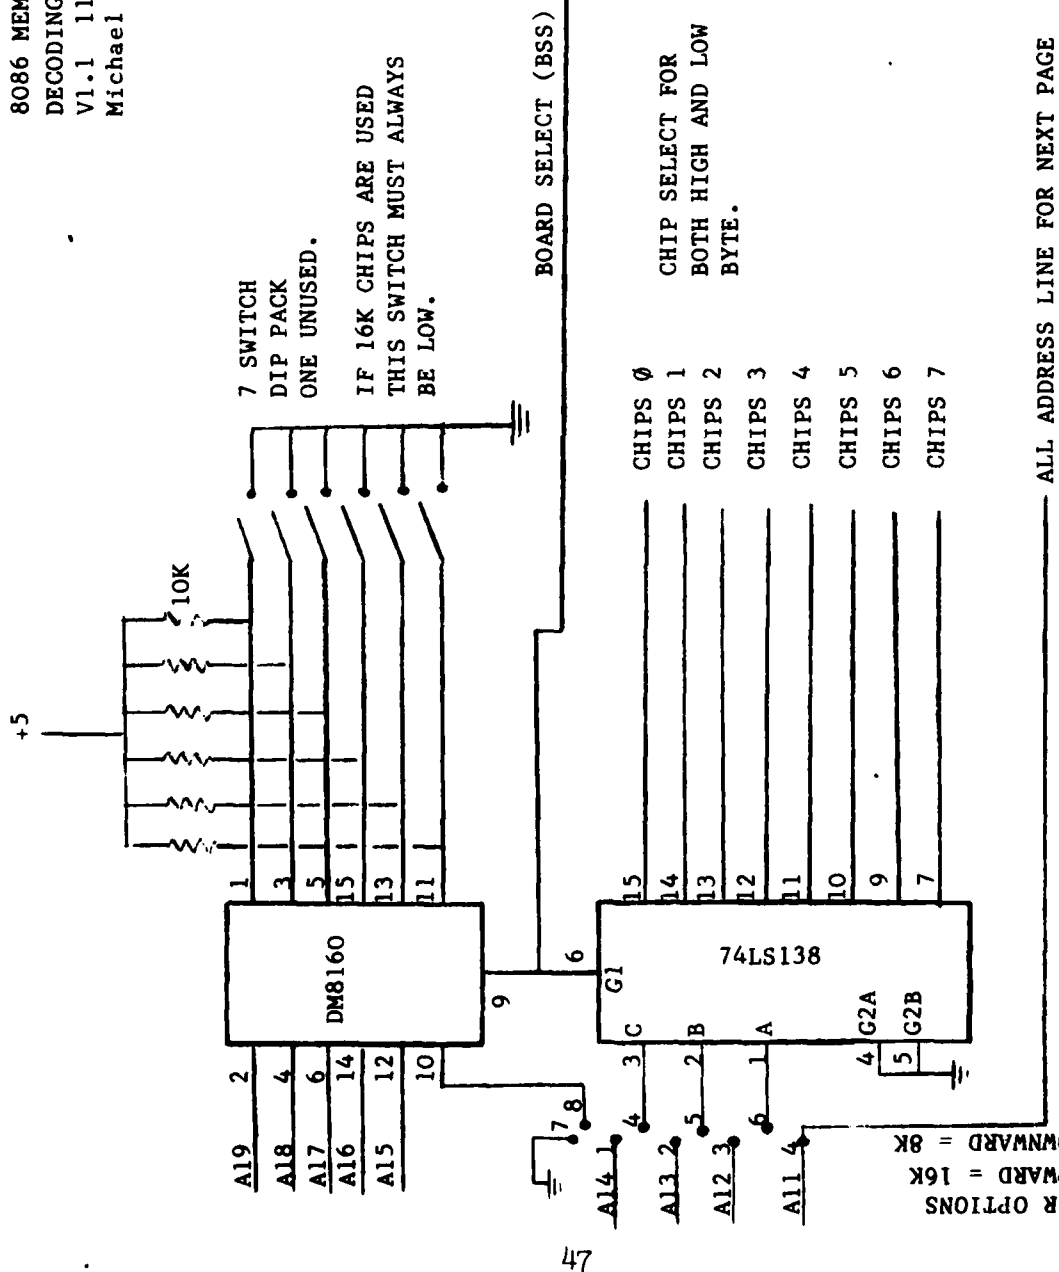 8086 MEM
DECODING
V1.1 11
Michael
+5
10K
7 SWITCH
DIP PACK
ONE UNUSED.
IF 16K CHIPS ARE USED
THIS SWITCH MUST ALWAYS
BE LOW.
A19 2
A18 4
A17 6
A16 14
A15 12
10
DM8160
1
3
5
15
13
11
9
BOARD SELECT (BSS)
7
8
A14 1
4
A13 2
5
A12 3
6
A11 4
6
G1
3 C
2 B
1 A
4 G2A
5 G2B
74LS138
15 CHIPS Ø
14 CHIPS 1
13 CHIPS 2
12 CHIPS 3
11 CHIPS 4
10 CHIPS 5
9 CHIPS 6
7 CHIPS 7
CHIP SELECT FOR
BOTH HIGH AND LOW
BYTE.
ALL ADDRESS LINE FOR NEXT PAGE
R OPTIONS
WARD = 16K
WNWARD = 8K
47